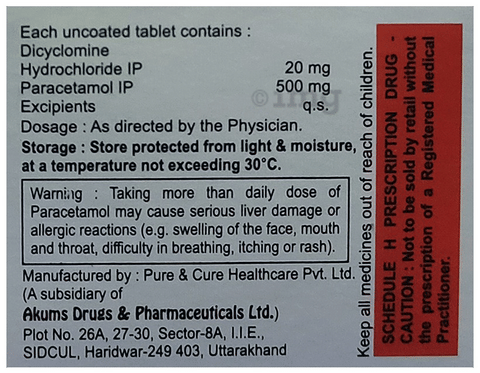 Each uncoated tablet contains :
Dicyclomine
Hydrochloride IP 20 mg
Paracetamol IP 500 mg
Excipients q.s.
Dosage : As directed by the Physician.
Storage : Store protected from light & moisture,
at a temperature not exceeding 30°C.
Warning : Taking more than daily dose of
Paracetamol may cause serious liver damage or
allergic reactions (e.g. swelling of the face, mouth
and throat, difficulty in breathing, itching or rash).
Manufactured by : Pure & Cure Healthcare Pvt. Ltd.
(A subsidiary of
Akums Drugs & Pharmaceuticals Ltd.)
Plot No. 26A, 27-30, Sector-8A, I.I.E.,
SIDCUL, Haridwar-249 403, Uttarakhand
Keep all medicines out of reach of children.
SCHEDULE H PRESCRIPTION DRUG -
CAUTION : Not to be sold by retail without
the prescription of a Registered Medical
Practitioner.
©1mg